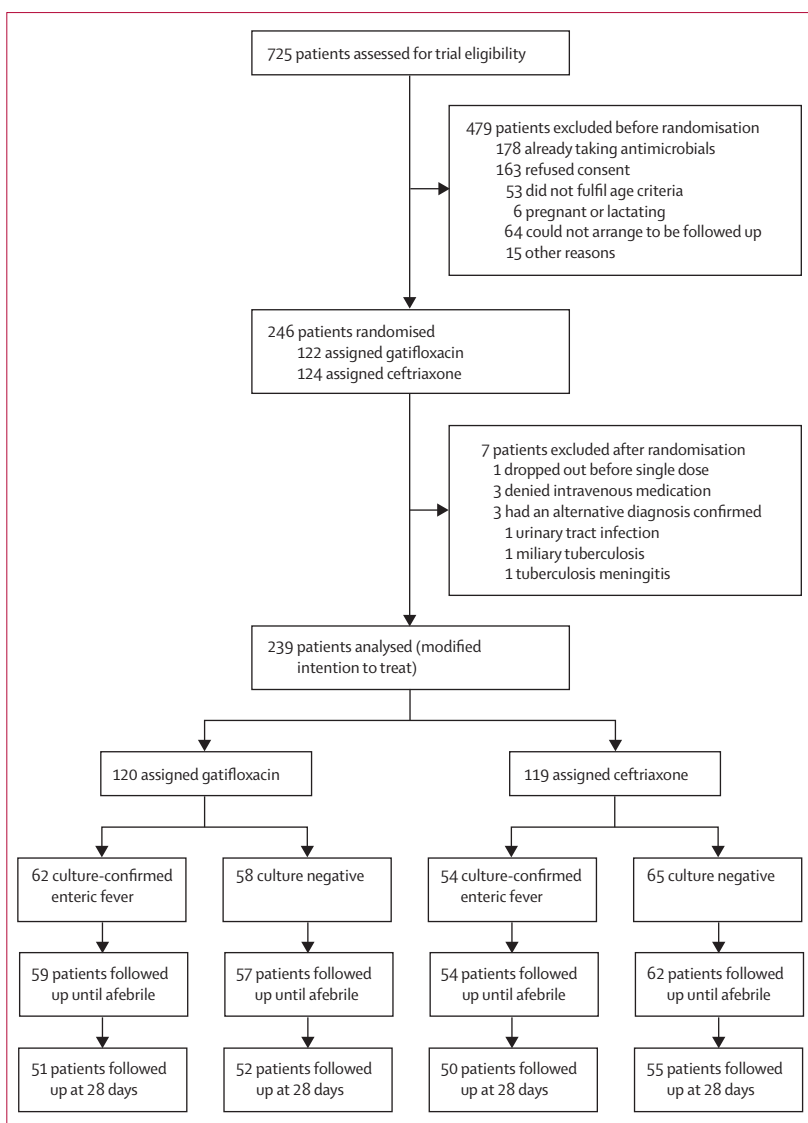 725 patients assessed for trial eligibility
479 patients excluded before randomisation
178 already taking antimicrobials
163 refused consent
53 did not fulfil age criteria
6 pregnant or lactating
64 could not arrange to be followed up
15 other reasons
246 patients randomised
122 assigned gatifloxacin
124 assigned ceftriaxone
7 patients excluded after randomisation
1 dropped out before single dose
3 denied intravenous medication
3 had an alternative diagnosis confirmed
1 urinary tract infection
1 miliary tuberculosis
1 tuberculosis meningitis
239 patients analysed (modified
intention to treat)
120 assigned gatifloxacin
119 assigned ceftriaxone
62 culture-confirmed
enteric fever
58 culture negative
54 culture-confirmed
enteric fever
65 culture negative
59 patients followed
up until afebrile
57 patients followed
up until afebrile
54 patients followed
up until afebrile
62 patients followed
up until afebrile
51 patients followed
up at 28 days
52 patients followed
up at 28 days
50 patients followed
up at 28 days
55 patients followed
up at 28 days